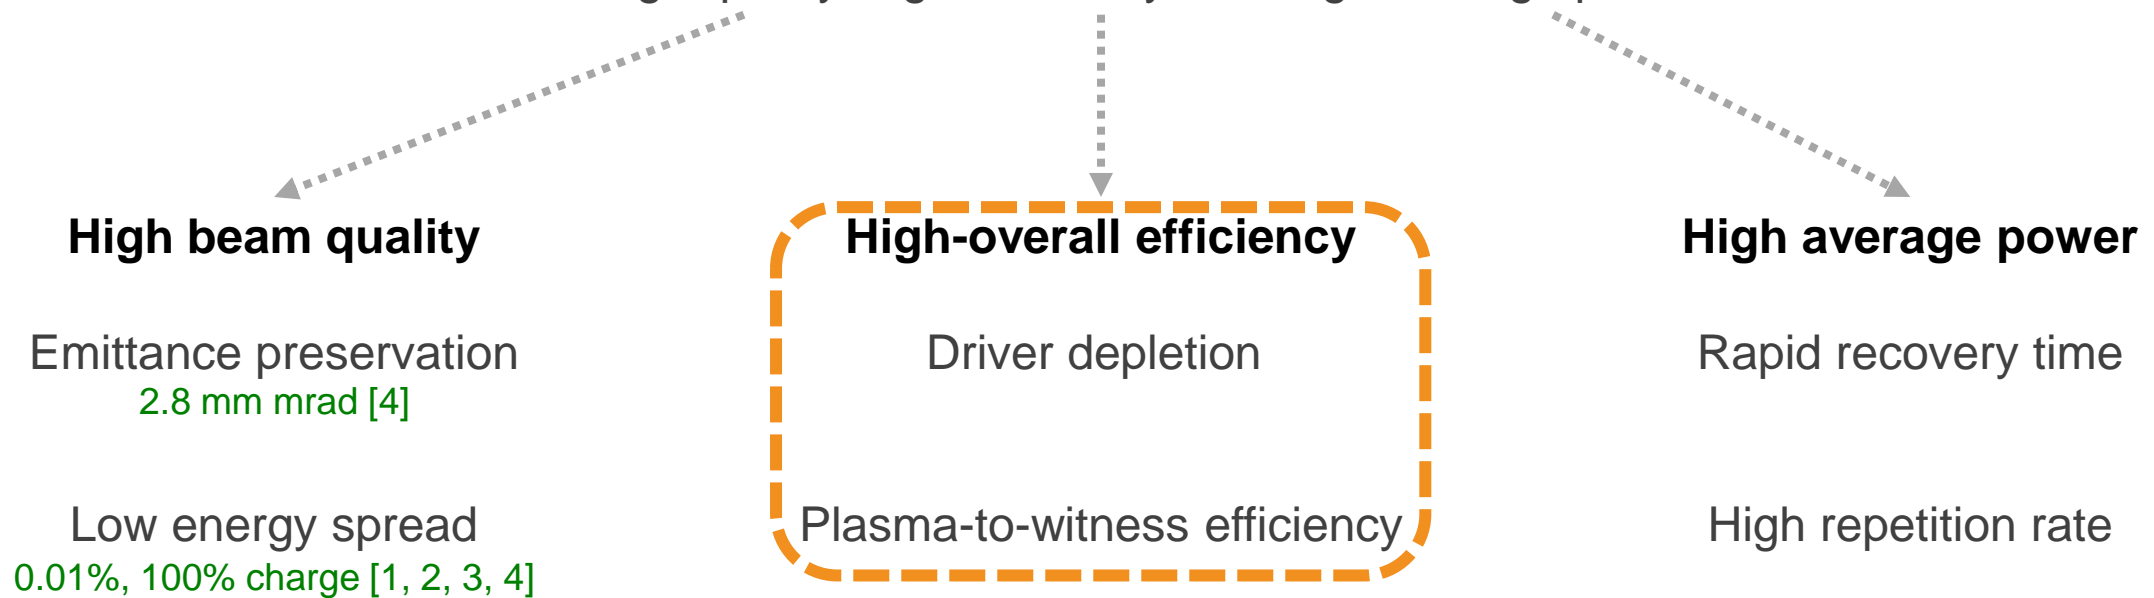 High beam quality
High-overall efficiency
High average power
Emittance preservation
2.8 mm mrad [4]
Driver depletion
Rapid recovery time
Low energy spread
0.01%, 100% charge [1, 2, 3, 4]
Plasma-to-witness efficiency
High repetition rate